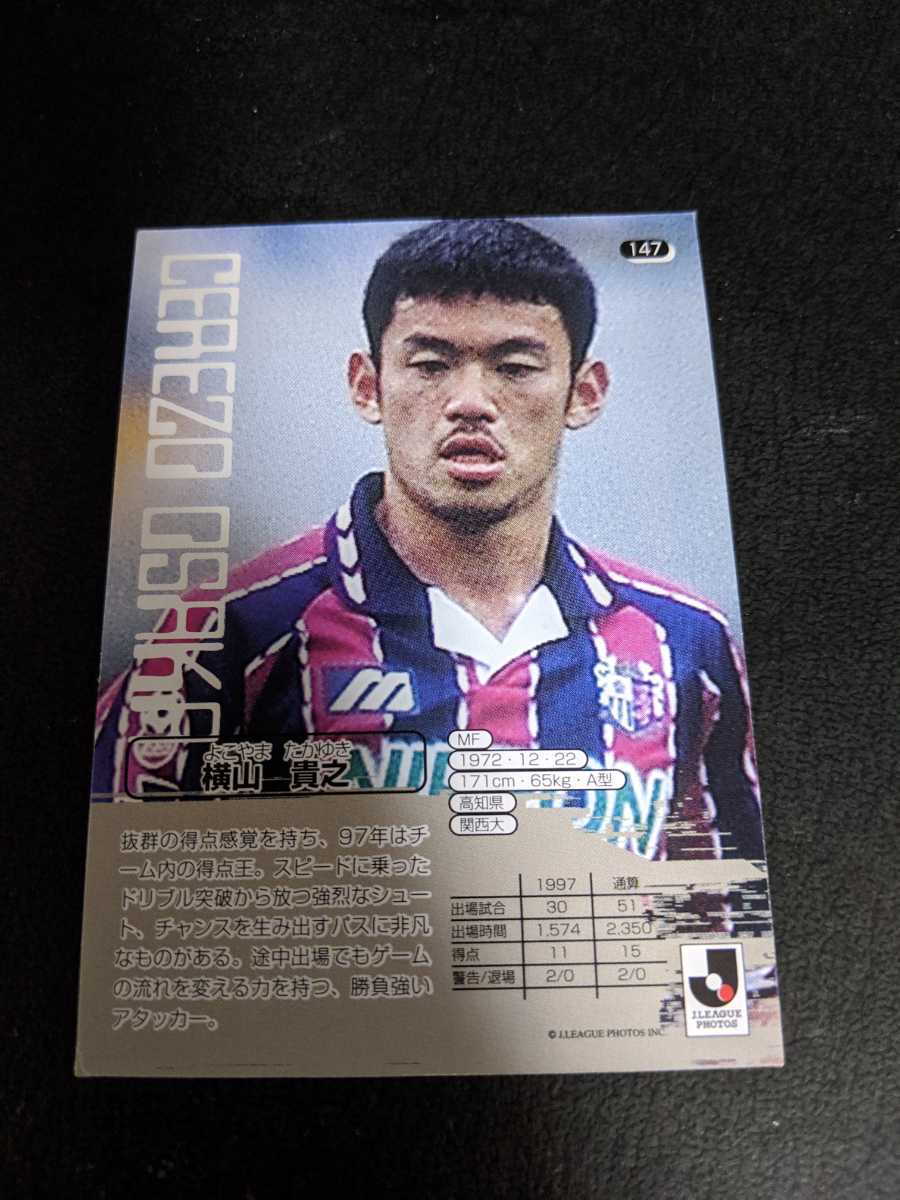 147
CEREZO OSAKA
よこやま たかゆき
横山 貴之
MF
1972・12・22
171cm・65kg・A型
高知県
関西大
抜群の得点感覚を持ち、97年はチ
ーム内の得点王。スピードに乗った
ドリブル突破から放つ強烈なシュー
ト、チャンスを生み出すパスに非凡
なものがある。途中出場でもゲーム
の流れを変える力を持つ、勝負強い
アタッカー。
1997 通算
出場試合 30 51
出場時間 1.574 2.350
得点 11 15
警告/退場 2/0 2/0
J.LEAGUE
PHOTOS
© J.LEAGUE PHOTOS INC.